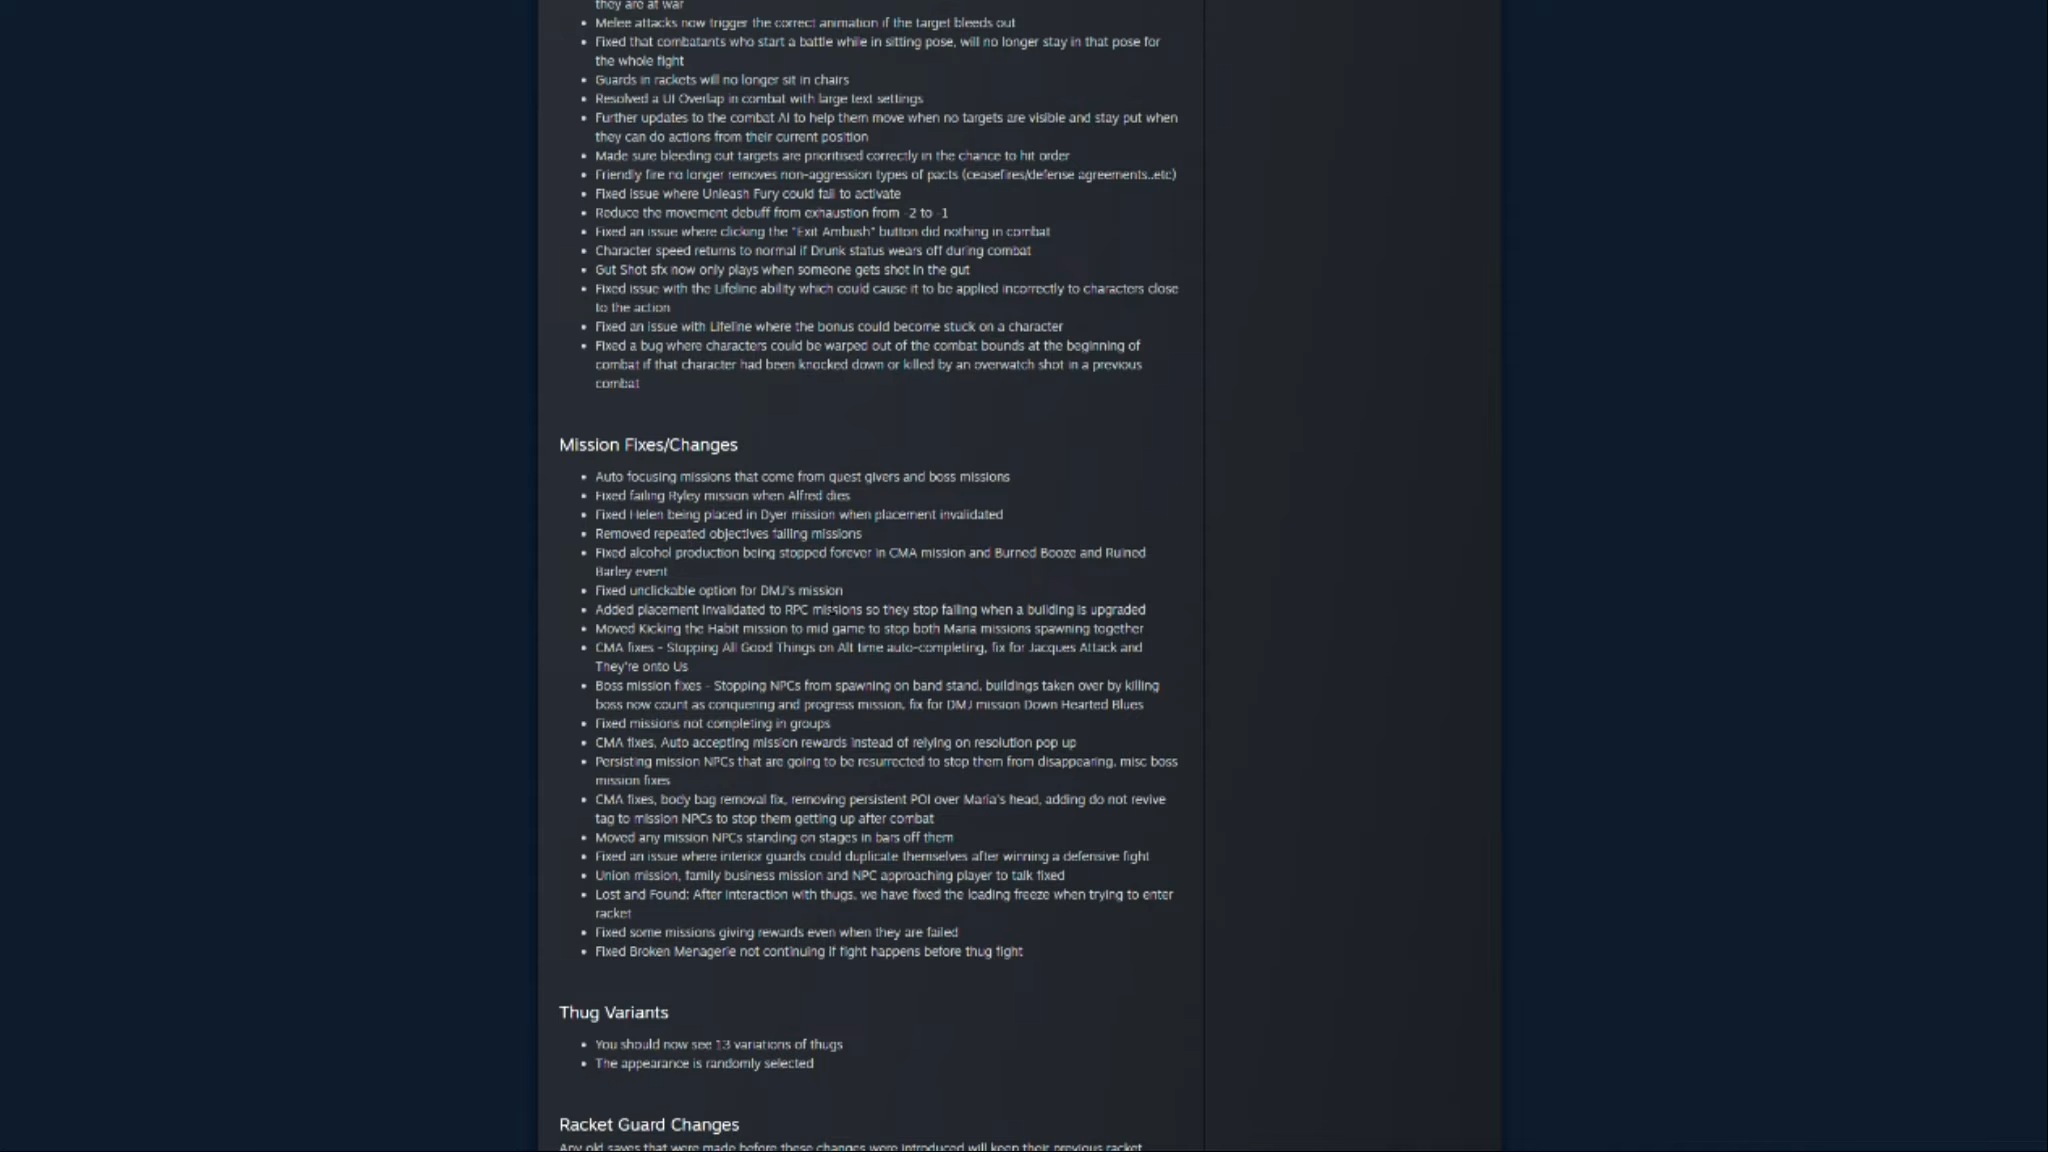 they are at war
• Melee attacks now trigger the correct animation if the target bleeds out
• Fixed that combatants who start a battle while in sitting pose, will no longer stay in that pose for
the whole fight
• Guards in rackets will no longer sit in chairs
• Resolved a UI Overlap in combat with large text settings
• Further updates to the combat AI to help them move when no targets are visible and stay put when
they can do actions from their current position
• Made sure bleeding out targets are prioritised correctly in the chance to hit order
• Friendly fire no longer removes non-aggression types of pacts (ceasefires/defense agreements..etc)
• Fixed issue where Unleash Fury could fail to activate
• Reduce the movement debuff from exhaustion from -2 to -1
• Fixed an issue where clicking the "Exit Ambush" button did nothing in combat
• Character speed returns to normal if Drunk status wears off during combat
• Gut Shot sfx now only plays when someone gets shot in the gut
• Fixed issue with the Lifeline ability which could cause it to be applied incorrectly to characters close
to the action
• Fixed an issue with Lifeline where the bonus could become stuck on a character
• Fixed a bug where characters could be warped out of the combat bounds at the beginning of
combat if that character had been knocked down or killed by an overwatch shot in a previous
combat
Mission Fixes/Changes
• Auto focusing missions that come from quest givers and boss missions
• Fixed failing Ryley mission when Alfred dies
• Fixed Helen being placed in Dyer mission when placement invalidated
• Removed repeated objectives failing missions
• Fixed alcohol production being stopped forever in CMA mission and Burned Booze and Ruined
Barley event
• Fixed unclickable option for DMJ's mission
• Added placement invalidated to RPC missions so they stop failing when a building is upgraded
• Moved Kicking the Habit mission to mid game to stop both Maria missions spawning together
• CMA fixes - Stopping All Good Things on Alt time auto-completing, fix for Jacques Attack and
They're onto Us
• Boss mission fixes - Stopping NPCs from spawning on band stand, buildings taken over by killing
boss now count as conquering and progress mission, fix for DMJ mission Down Hearted Blues
• Fixed missions not completing in groups
• CMA fixes, Auto accepting mission rewards instead of relying on resolution pop up
• Persisting mission NPCs that are going to be resurrected to stop them from disappearing, misc boss
mission fixes
• CMA fixes, body bag removal fix, removing persistent POI over Maria's head, adding do not revive
tag to mission NPCs to stop them getting up after combat
• Moved any mission NPCs standing on stages in bars off them
• Fixed an issue where interior guards could duplicate themselves after winning a defensive fight
• Union mission, family business mission and NPC approaching player to talk fixed
• Lost and Found: After interaction with thugs, we have fixed the loading freeze when trying to enter
racket
• Fixed some missions giving rewards even when they are failed
• Fixed Broken Menagerie not continuing if fight happens before thug fight
Thug Variants
• You should now see 13 variations of thugs
• The appearance is randomly selected
Racket Guard Changes
Any old saves that were made before these changes were introduced will keep their previous racket